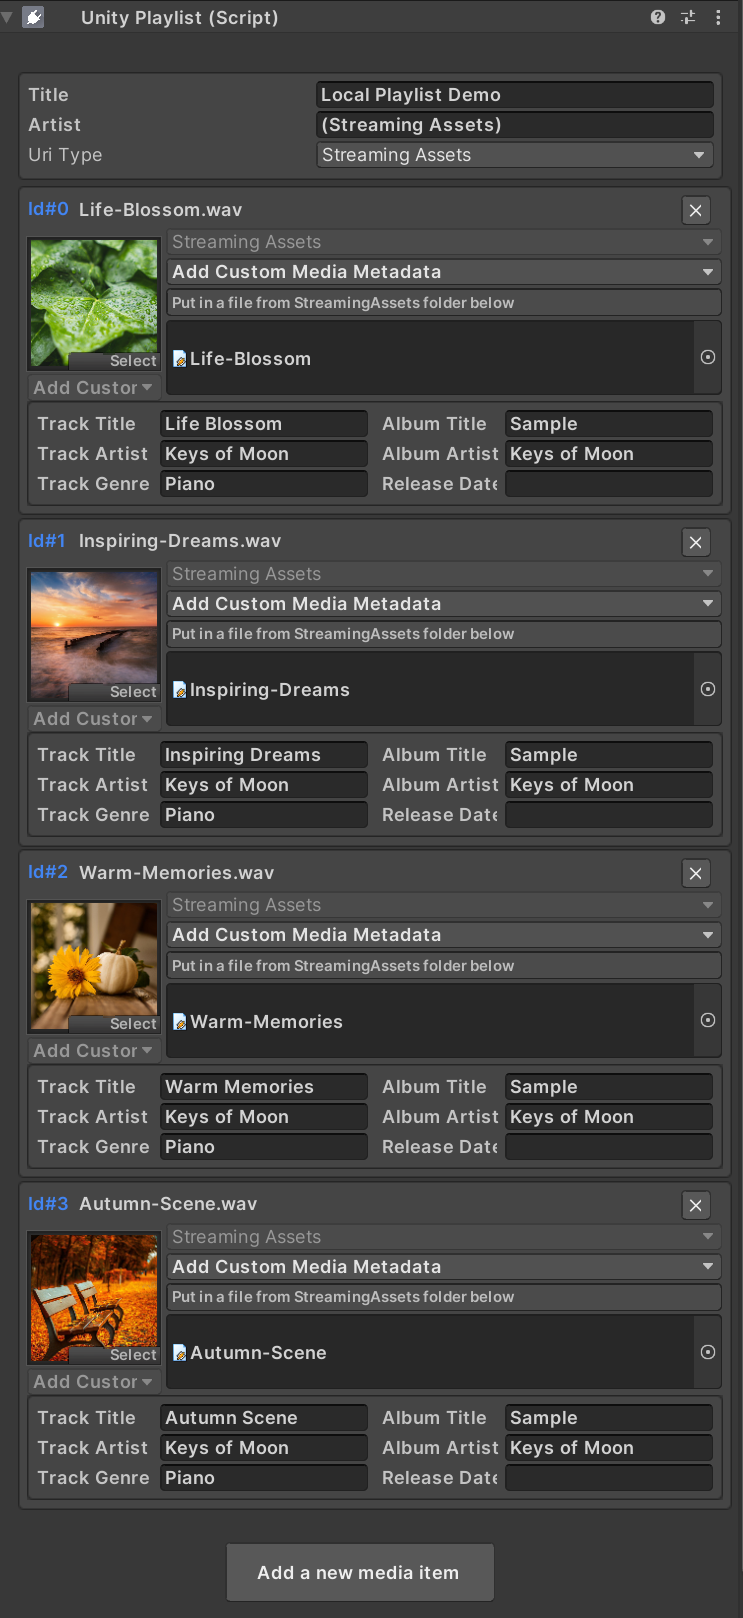 Unity Playlist (Script)
Title Local Playlist Demo
Artist (Streaming Assets)
Uri Type Streaming Assets
Id#0 Life-Blossom.wav
Streaming Assets
Add Custom Media Metadata
Put in a file from StreamingAssets folder below
Select
Life-Blossom
Add Custor
Track Title Life Blossom Album Title Sample
Track Artist Keys of Moon Album Artist Keys of Moon
Track Genre Piano Release Date
Id#1 Inspiring-Dreams.wav
Streaming Assets
Add Custom Media Metadata
Put in a file from StreamingAssets folder below
Select
Inspiring-Dreams
Add Custor
Track Title Inspiring Dreams Album Title Sample
Track Artist Keys of Moon Album Artist Keys of Moon
Track Genre Piano Release Date
Id#2 Warm-Memories.wav
Streaming Assets
Add Custom Media Metadata
Put in a file from StreamingAssets folder below
Select
Warm-Memories
Add Custor
Track Title Warm Memories Album Title Sample
Track Artist Keys of Moon Album Artist Keys of Moon
Track Genre Piano Release Date
Id#3 Autumn-Scene.wav
Streaming Assets
Add Custom Media Metadata
Put in a file from StreamingAssets folder below
Select
Autumn-Scene
Add Custor
Track Title Autumn Scene Album Title Sample
Track Artist Keys of Moon Album Artist Keys of Moon
Track Genre Piano Release Date
Add a new media item